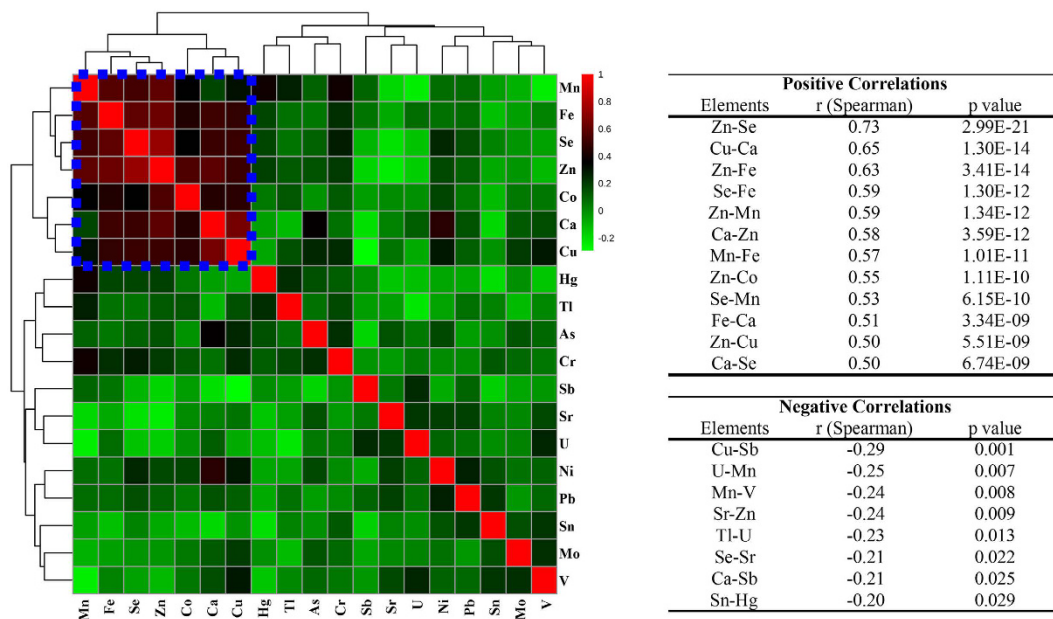 1
0.8
0.6
0.4
0.2
0
-0.2
Mn
Fe
Se
Zn
Co
Ca
Cu
Hg
Tl
As
Cr
Sb
Sr
U
Ni
Pb
Sn
Mo
V
Mn Fe Se Zn Co Ca Cu Hg Tl As Cr Sb Sr U Ni Pb Sn Mo V
Positive Correlations
Elements r (Spearman) p value
Zn-Se 0.73 2.99E-21
Cu-Ca 0.65 1.30E-14
Zn-Fe 0.63 3.41E-14
Se-Fe 0.59 1.30E-12
Zn-Mn 0.59 1.34E-12
Ca-Zn 0.58 3.59E-12
Mn-Fe 0.57 1.01E-11
Zn-Co 0.55 1.11E-10
Se-Mn 0.53 6.15E-10
Fe-Ca 0.51 3.34E-09
Zn-Cu 0.50 5.51E-09
Ca-Se 0.50 6.74E-09
Negative Correlations
Elements r (Spearman) p value
Cu-Sb -0.29 0.001
U-Mn -0.25 0.007
Mn-V -0.24 0.008
Sr-Zn -0.24 0.009
Tl-U -0.23 0.013
Se-Sr -0.21 0.022
Ca-Sb -0.21 0.025
Sn-Hg -0.20 0.029